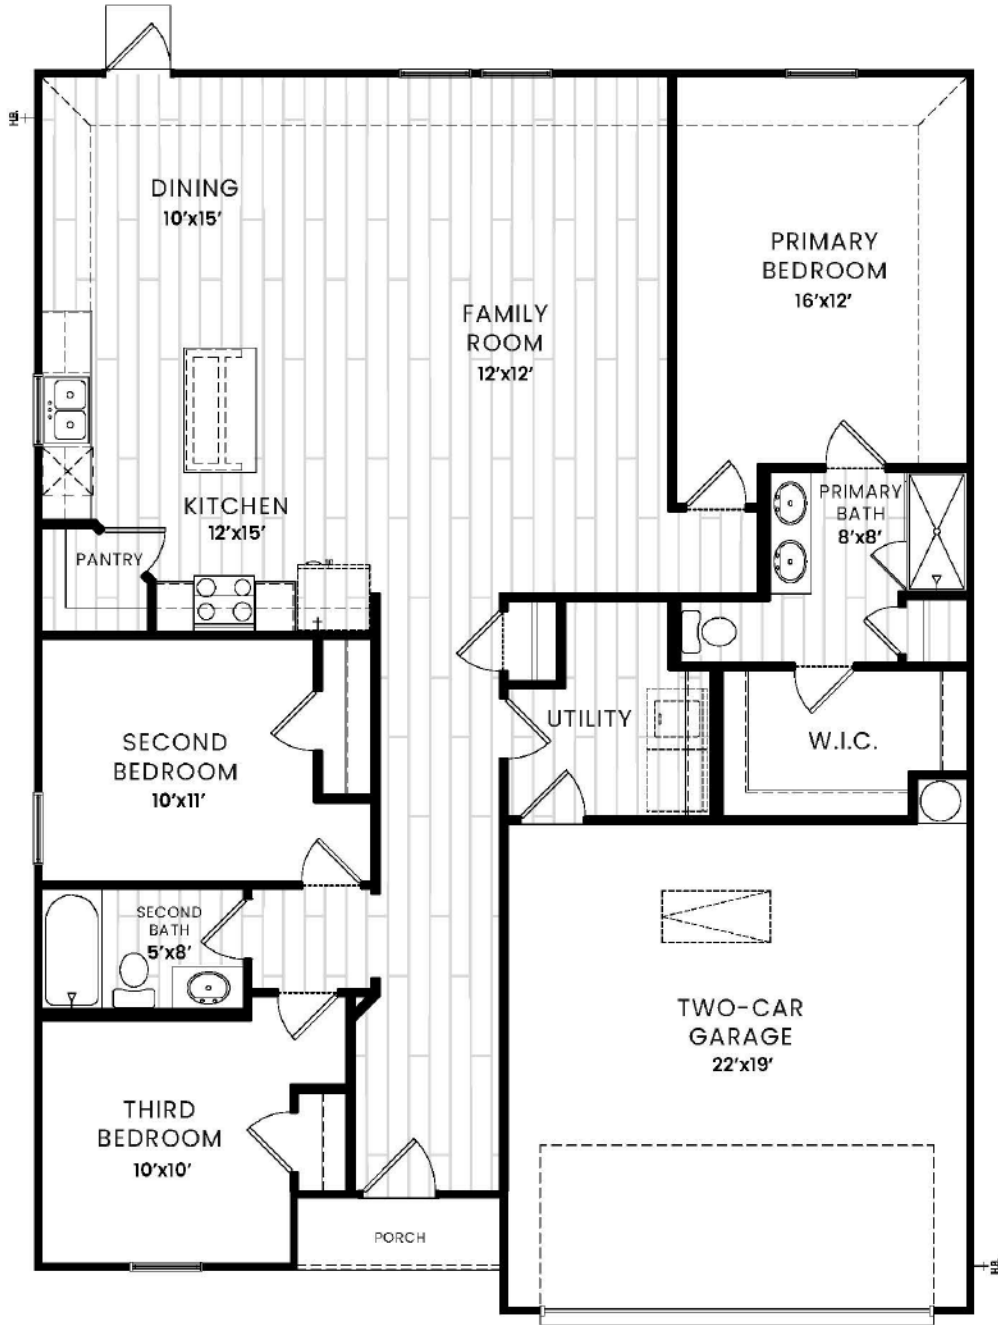 H.B.
DINING
10'x15'
PRIMARY
BEDROOM
16'x12'
FAMILY
ROOM
12'x12'
KITCHEN
12'x15'
PRIMARY
BATH
8'x8'
PANTRY
UTILITY
W.I.C.
SECOND
BEDROOM
10'x11'
SECOND
BATH
5'x8'
TWO-CAR
GARAGE
22'x19'
THIRD
BEDROOM
10'x10'
PORCH
H.B.